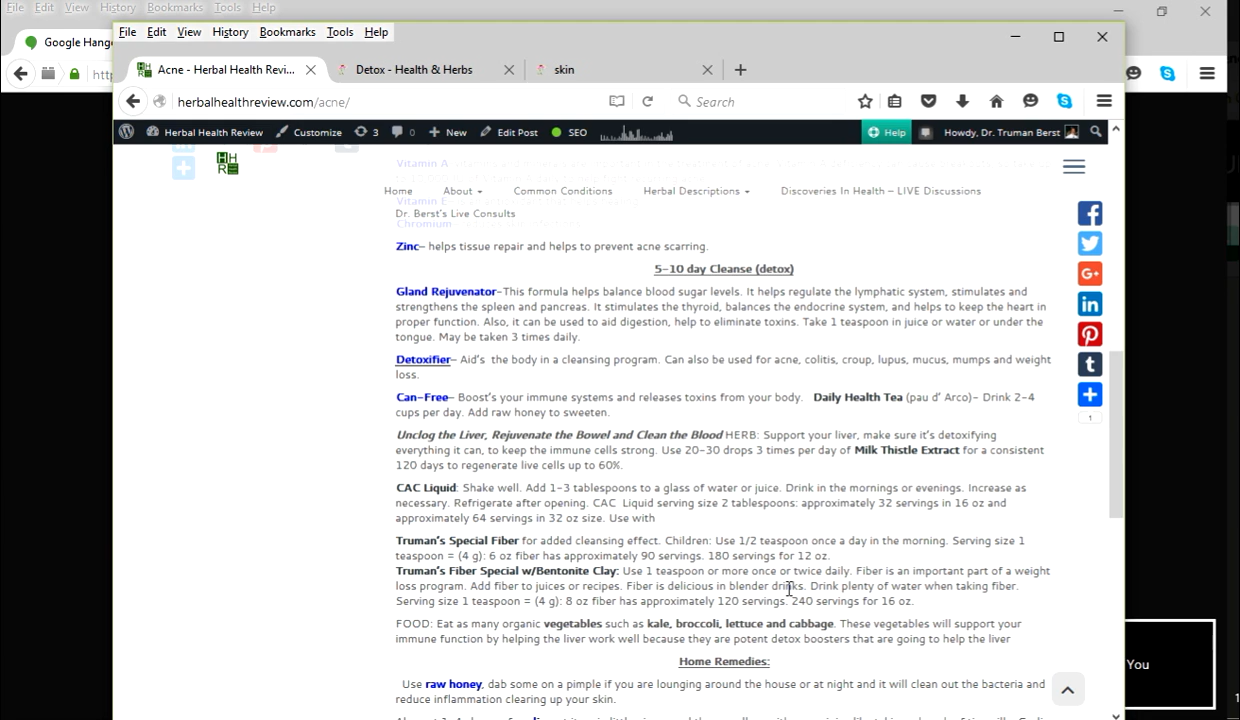 File Edit View History Bookmarks Tools Help
Google Hang
File Edit View History Bookmarks Tools Help
Acne - Herbal Health Revi...
Detox - Health & Herbs
skin
herbalhealthreview.com/acne/
Search
Herbal Health Review Customize 3 0 New Edit Post SEO Help Howdy, Dr. Truman Berst
Vitamin A
HHR
Home About Common Conditions Herbal Descriptions Discoveries In Health – LIVE Discussions
Vitamin E
Dr. Berst's Live Consults
Chromium
Zinc– helps tissue repair and helps to prevent acne scarring.
5-10 day Cleanse (detox)
Gland Rejuvenator–This formula helps balance blood sugar levels. It helps regulate the lymphatic system, stimulates and
strengthens the spleen and pancreas. It stimulates the thyroid, balances the endocrine system, and helps to keep the heart in
proper function. Also, it can be used to aid digestion, help to eliminate toxins. Take 1 teaspoon in juice or water or under the
tongue. May be taken 3 times daily.
Detoxifier– Aid's the body in a cleansing program. Can also be used for acne, colitis, croup, lupus, mucus, mumps and weight
loss.
Can-Free– Boost's your immune systems and releases toxins from your body. Daily Health Tea (pau d' Arco)– Drink 2-4
cups per day. Add raw honey to sweeten.
Unclog the Liver, Rejuvenate the Bowel and Clean the Blood HERB: Support your liver, make sure it's detoxifying
everything it can, to keep the immune cells strong. Use 20-30 drops 3 times per day of Milk Thistle Extract for a consistent
120 days to regenerate live cells up to 60%.
CAC Liquid: Shake well. Add 1-3 tablespoons to a glass of water or juice. Drink in the mornings or evenings. Increase as
necessary. Refrigerate after opening. CAC Liquid serving size 2 tablespoons: approximately 32 servings in 16 oz and
approximately 64 servings in 32 oz size. Use with
Truman's Special Fiber for added cleansing effect. Children: Use 1/2 teaspoon once a day in the morning. Serving size 1
teaspoon = (4 g): 6 oz fiber has approximately 90 servings. 180 servings for 12 oz.
Truman's Fiber Special w/Bentonite Clay: Use 1 teaspoon or more once or twice daily. Fiber is an important part of a weight
loss program. Add fiber to juices or recipes. Fiber is delicious in blender drinks. Drink plenty of water when taking fiber.
Serving size 1 teaspoon = (4 g): 8 oz fiber has approximately 120 servings. 240 servings for 16 oz.
FOOD: Eat as many organic vegetables such as kale, broccoli, lettuce and cabbage. These vegetables will support your
immune function by helping the liver work well because they are potent detox boosters that are going to help the liver
Home Remedies:
Use raw honey, dab some on a pimple if you are lounging around the house or at night and it will clean out the bacteria and
reduce inflammation clearing up your skin.
1
You